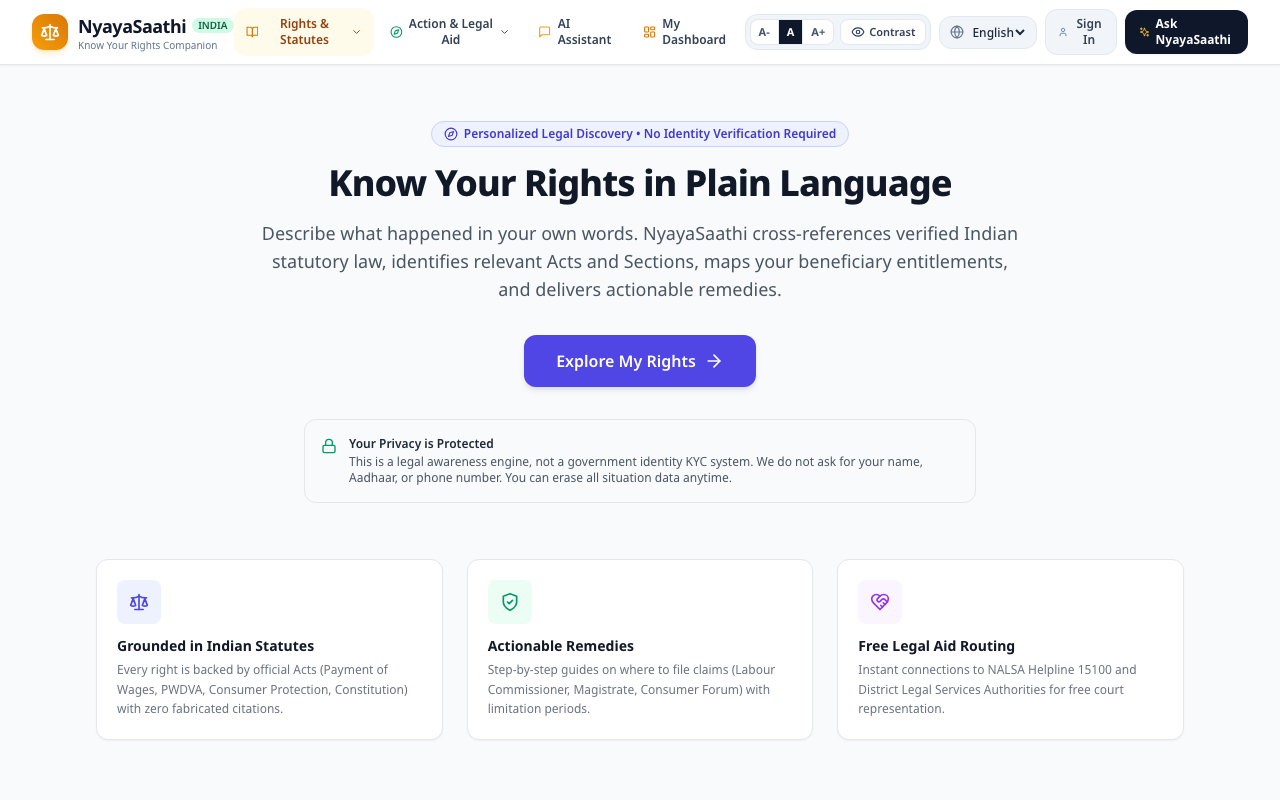 NyayaSaathi INDIA
Know Your Rights Companion
Rights & Statutes
Action & Legal Aid
AI Assistant
My Dashboard
A- A A+
Contrast
English
Sign In
Ask NyayaSaathi
Personalized Legal Discovery • No Identity Verification Required
Know Your Rights in Plain Language
Describe what happened in your own words. NyayaSaathi cross-references verified Indian
statutory law, identifies relevant Acts and Sections, maps your beneficiary entitlements,
and delivers actionable remedies.
Explore My Rights
Your Privacy is Protected
This is a legal awareness engine, not a government identity KYC system. We do not ask for your name,
Aadhaar, or phone number. You can erase all situation data anytime.
Grounded in Indian Statutes
Every right is backed by official Acts (Payment of
Wages, PWDVA, Consumer Protection, Constitution)
with zero fabricated citations.
Actionable Remedies
Step-by-step guides on where to file claims (Labour
Commissioner, Magistrate, Consumer Forum) with
limitation periods.
Free Legal Aid Routing
Instant connections to NALSA Helpline 15100 and
District Legal Services Authorities for free court
representation.